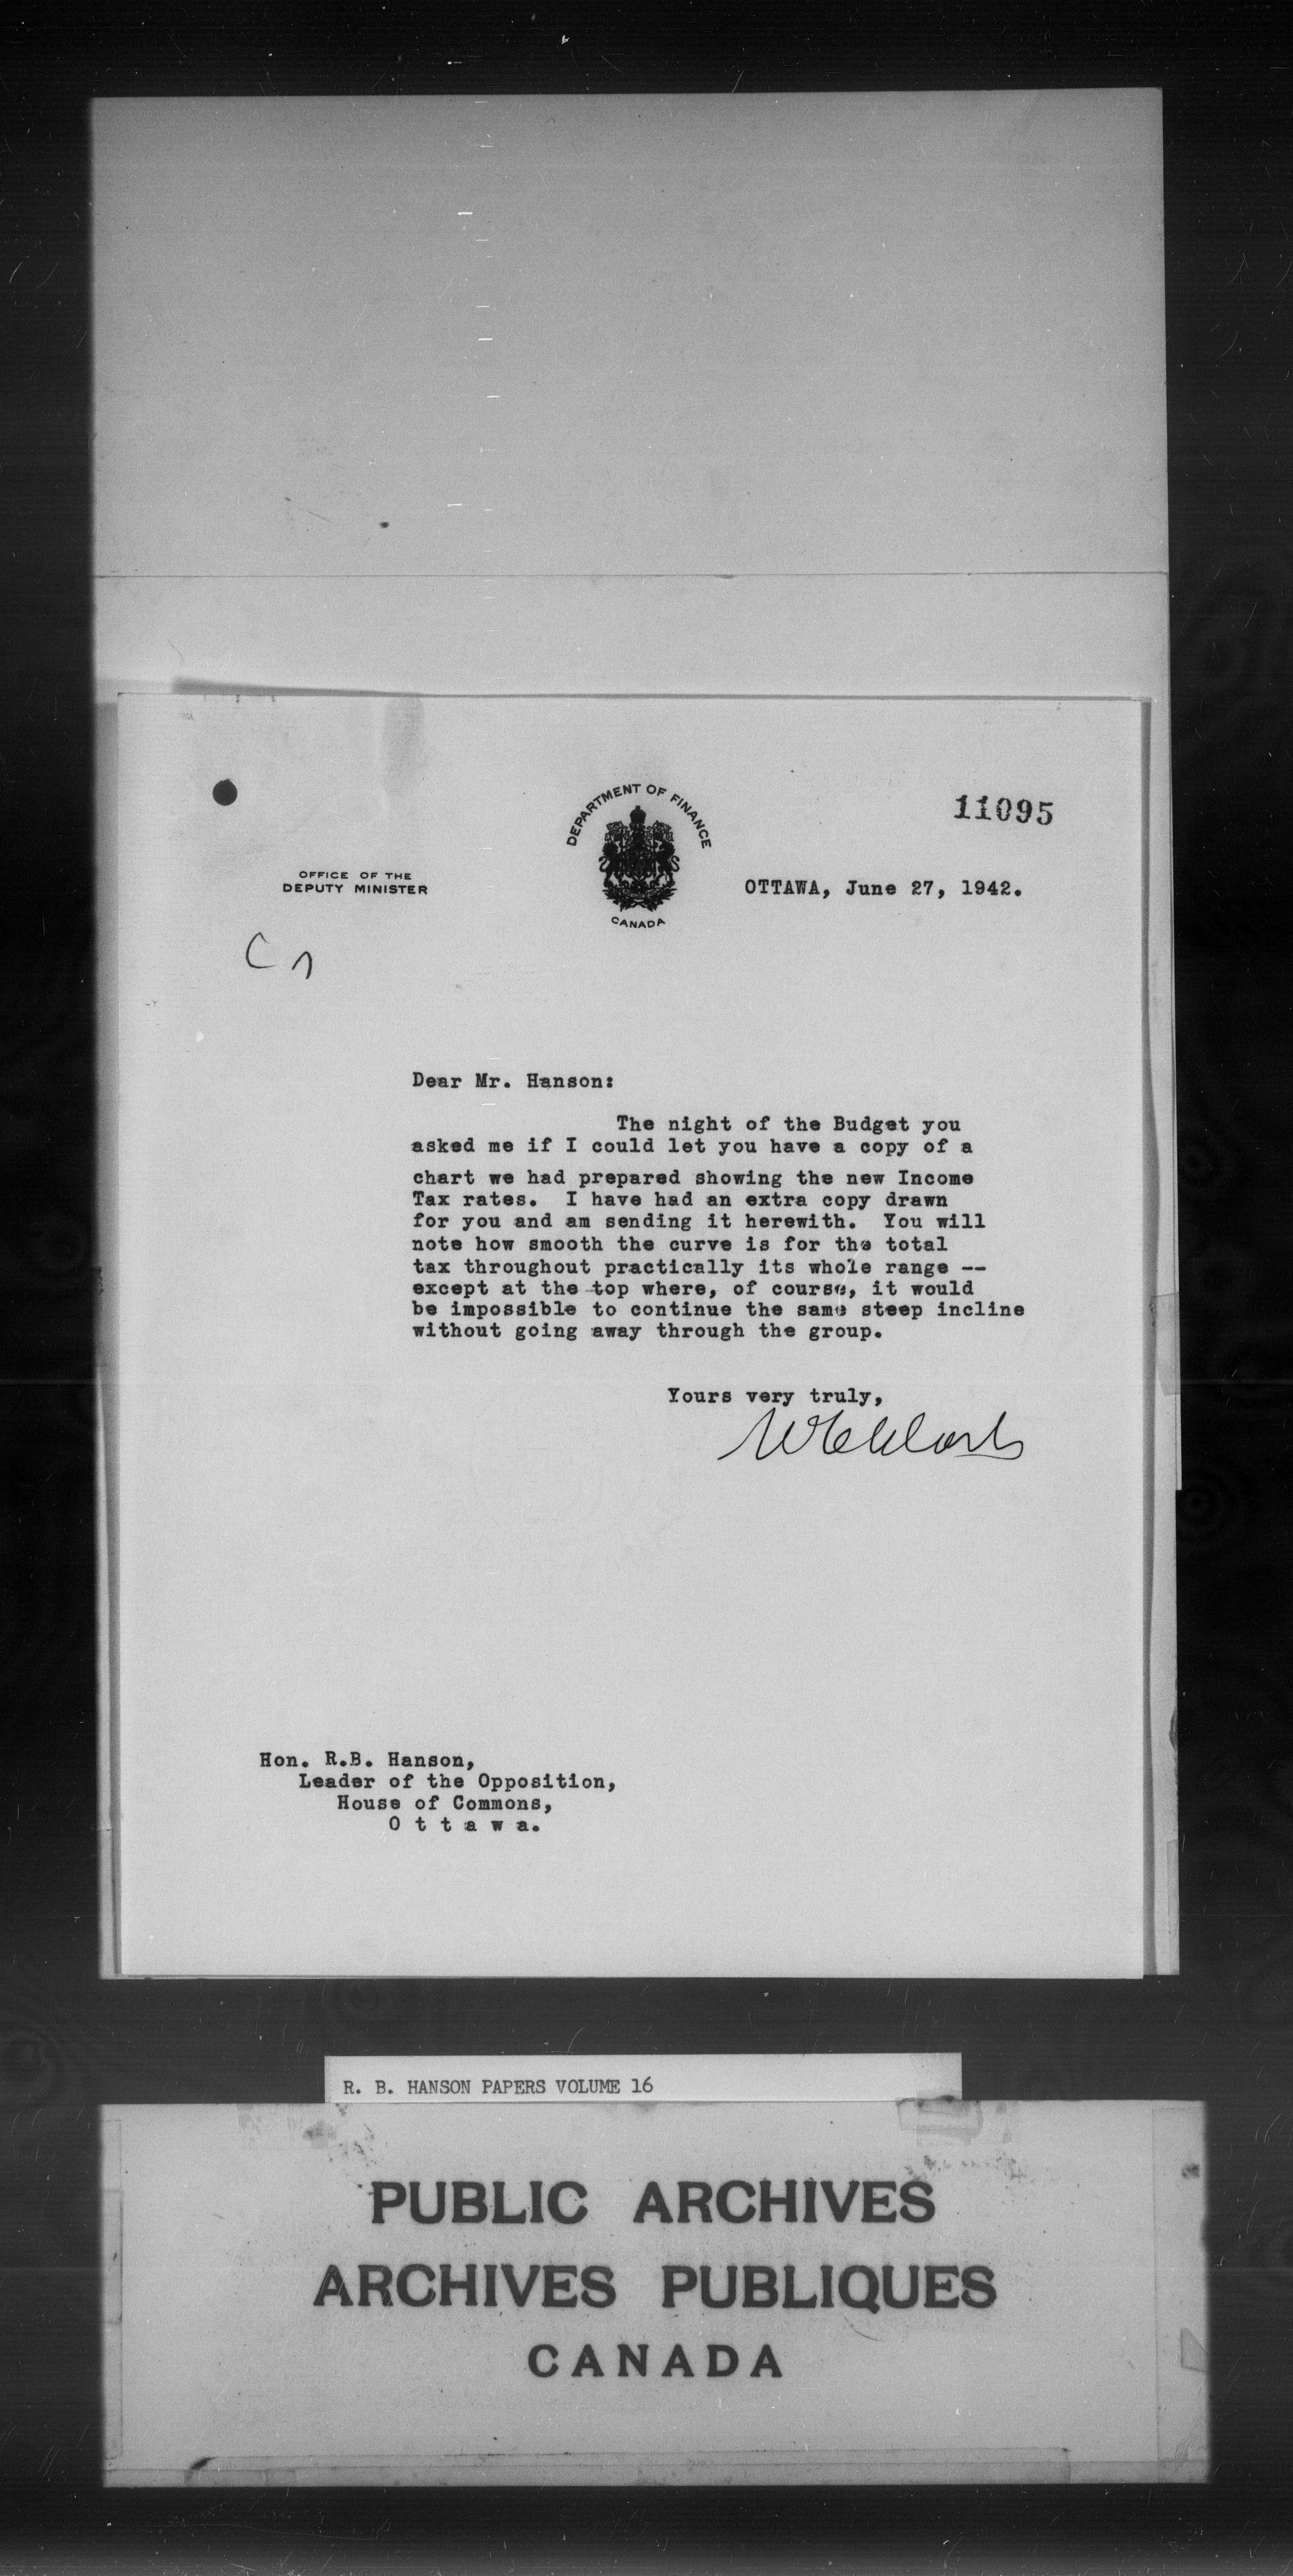 DEPARTMENT OF FINANCE
CANADA
11095
OFFICE OF THE
DEPUTY MINISTER
OTTAWA, June 27, 1942.
Dear Mr. Hanson:
The night of the Budget you
asked me if I could let you have a copy of a
chart we had prepared showing the new Income
Tax rates. I have had an extra copy drawn
for you and am sending it herewith. You will
note how smooth the curve is for the total
tax throughout practically its whole range --
except at the top where, of course, it would
be impossible to continue the same steep incline
without going away through the group.
Yours very truly,
Hon. R.B. Hanson,
Leader of the Opposition,
House of Commons,
O t t a w a.
R. B. HANSON PAPERS VOLUME 16
PUBLIC ARCHIVES
ARCHIVES PUBLIQUES
CANADA